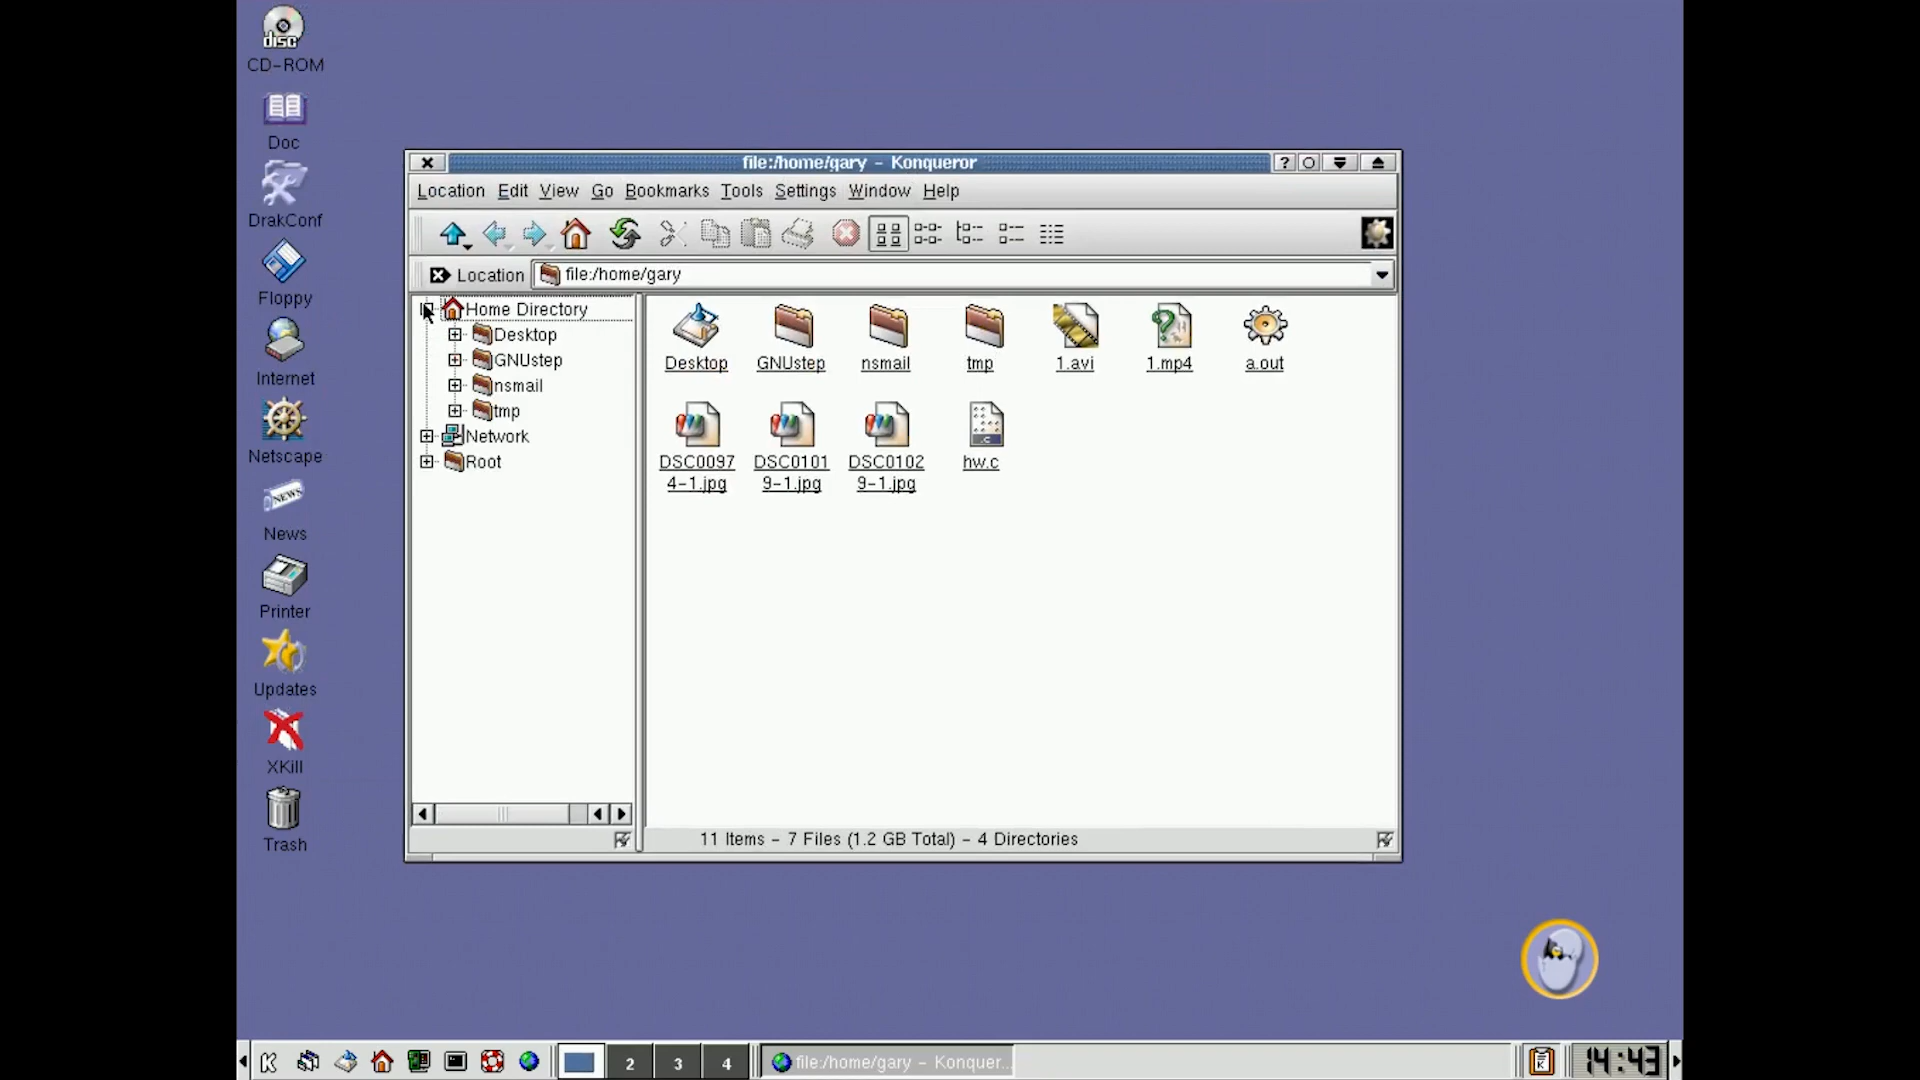 disc
CD-ROM
Doc
DrakConf
Floppy
Internet
Netscape
NEWS
News
Printer
Updates
XKill
Trash
file:/home/gary - Konqueror
?
Location Edit View Go Bookmarks Tools Settings Window Help
Location file:/home/gary
Home Directory
Desktop
GNUstep
nsmail
tmp
Network
Root
Desktop GNUstep nsmail tmp 1.avi 1.mp4 a.out
.c
DSC0097 DSC0101 DSC0102 hw.c
4-1.jpg 9-1.jpg 9-1.jpg
11 Items - 7 Files (1.2 GB Total) - 4 Directories
K 2 3 4 file:/home/gary - Konquer... 14:43